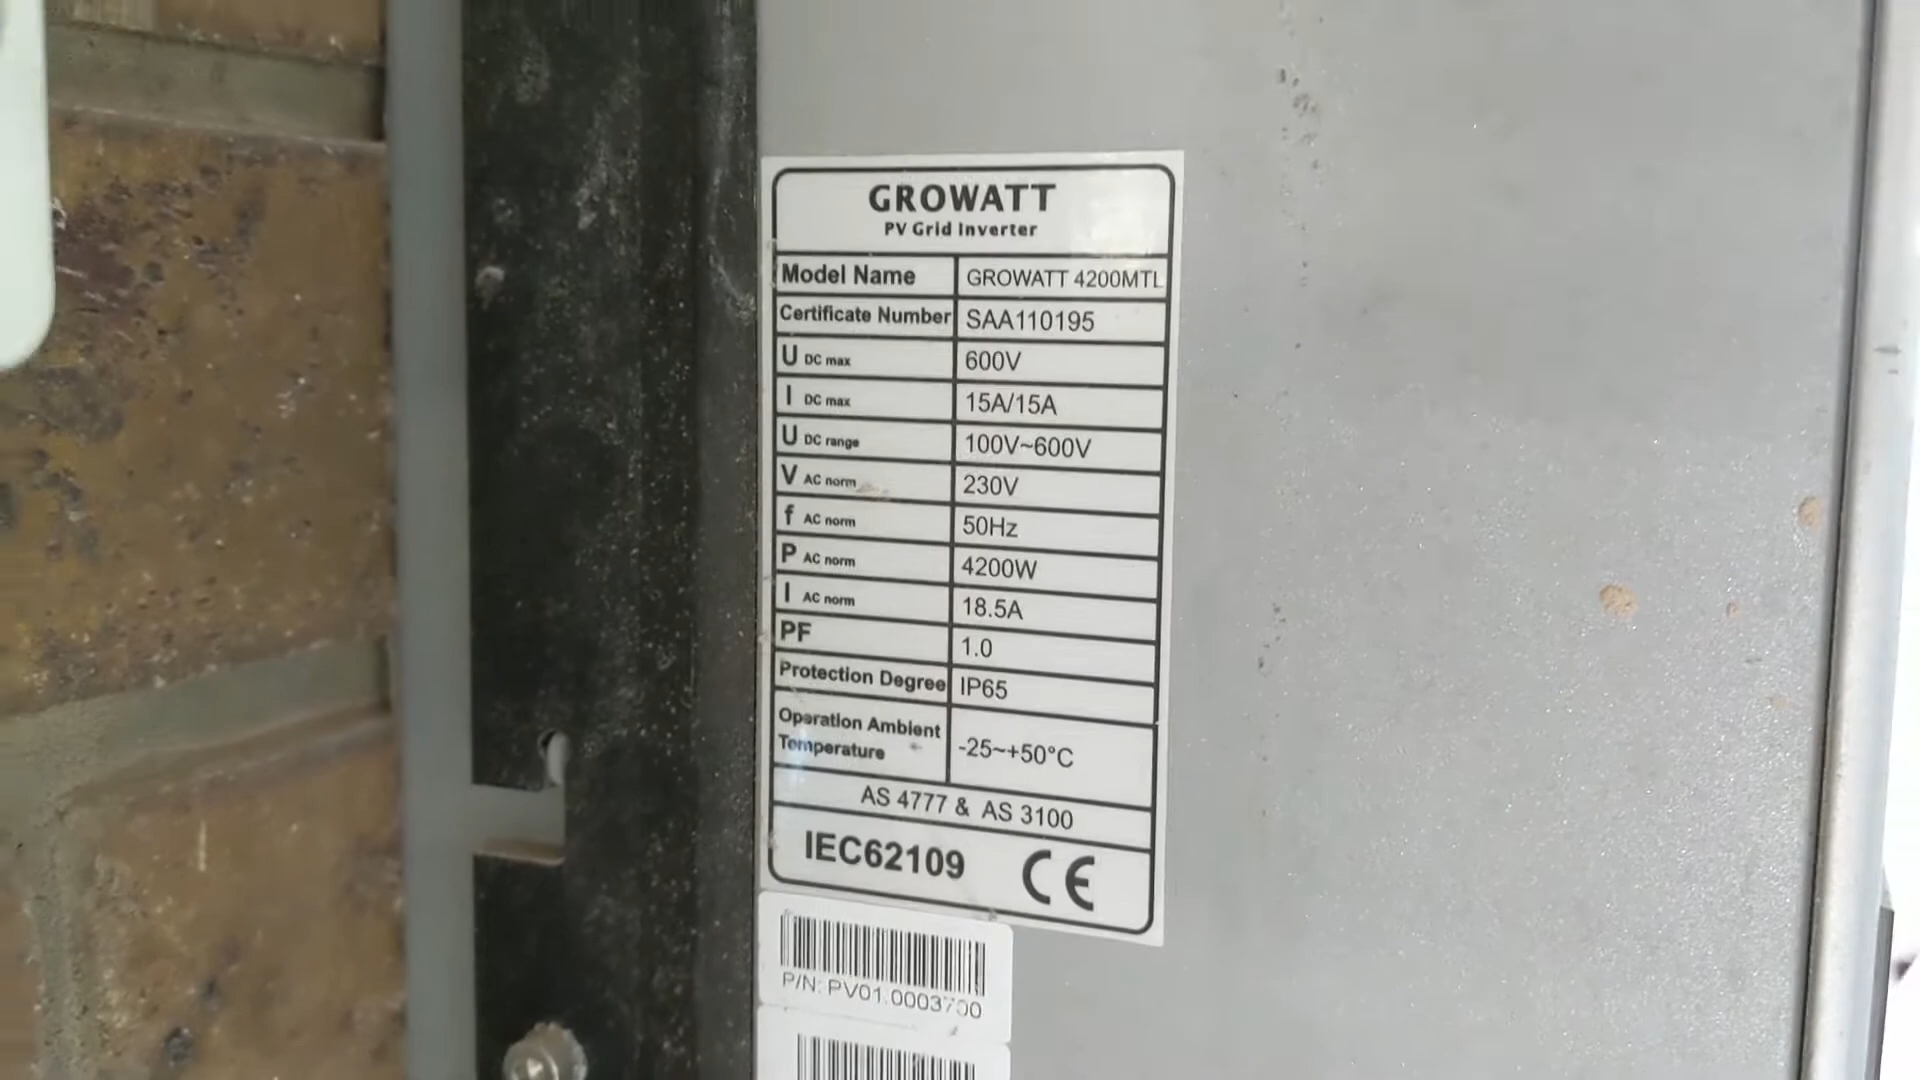 GROWATT
PV Grid Inverter
Model Name GROWATT 4200MTL
Certificate Number SAA110195
U DC max 600V
I DC max 15A/15A
U DC range 100V~600V
V AC norm 230V
f AC norm 50Hz
P AC norm 4200W
I AC norm 18.5A
PF 1.0
Protection Degree IP65
Operation Ambient
Temperature -25~+50°C
AS 4777 & AS 3100
IEC62109 CE
P/N: PV01.0003700